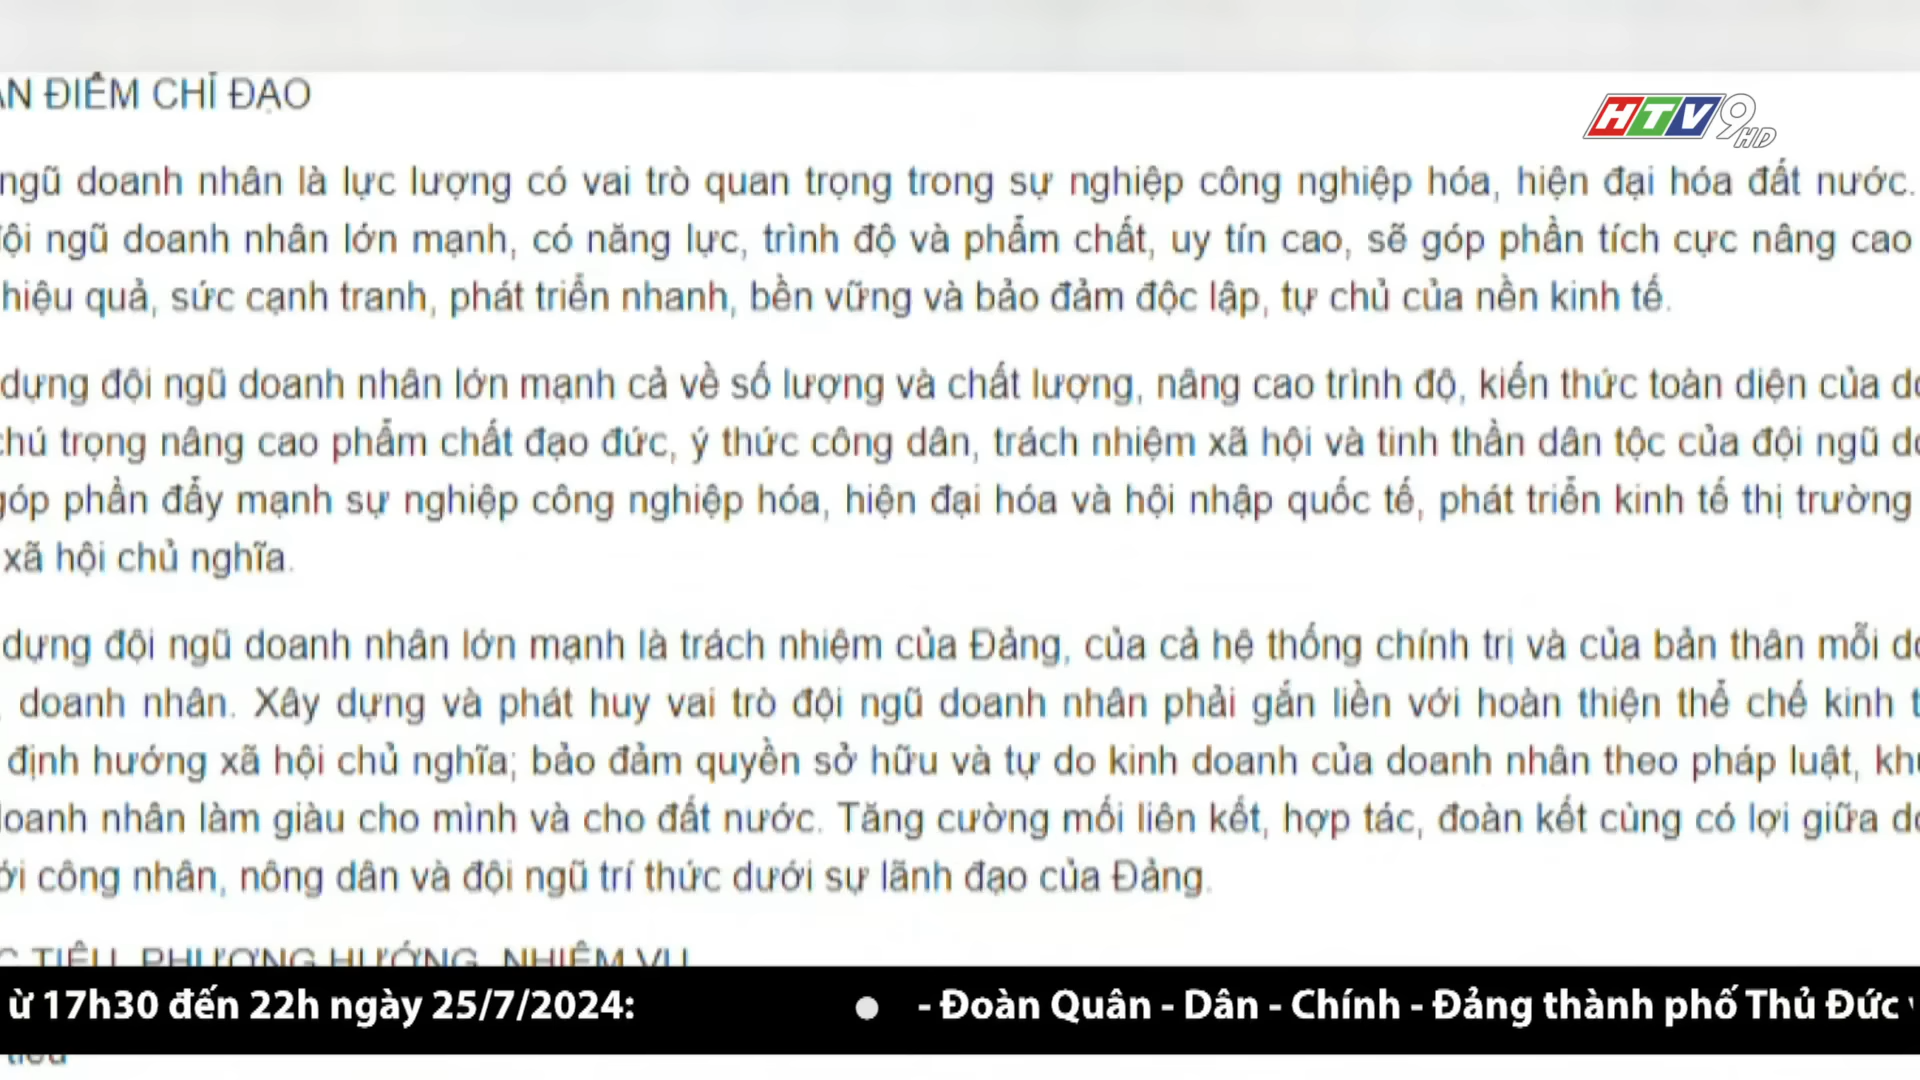 ĐIỂM CHỈ ĐẠO
HTV9 HD
ngũ doanh nhân là lực lượng có vai trò quan trọng trong sự nghiệp công nghiệp hóa, hiện đại hóa đất nước.
đội ngũ doanh nhân lớn mạnh, có năng lực, trình độ và phẩm chất, uy tín cao, sẽ góp phần tích cực nâng cao
hiệu quả, sức cạnh tranh, phát triển nhanh, bền vững và bảo đảm độc lập, tự chủ của nền kinh tế.
dựng đội ngũ doanh nhân lớn mạnh cả về số lượng và chất lượng, nâng cao trình độ, kiến thức toàn diện của
chú trọng nâng cao phẩm chất đạo đức, ý thức công dân, trách nhiệm xã hội và tinh thần dân tộc của đội ngũ
góp phần đẩy mạnh sự nghiệp công nghiệp hóa, hiện đại hóa và hội nhập quốc tế, phát triển kinh tế thị trường
xã hội chủ nghĩa.
dựng đội ngũ doanh nhân lớn mạnh là trách nhiệm của Đảng, của cả hệ thống chính trị và của bản thân mỗi
doanh nhân. Xây dựng và phát huy vai trò đội ngũ doanh nhân phải gắn liền với hoàn thiện thể chế kinh
định hướng xã hội chủ nghĩa; bảo đảm quyền sở hữu và tự do kinh doanh của doanh nhân theo pháp luật,
doanh nhân làm giàu cho mình và cho đất nước. Tăng cường mối liên kết, hợp tác, đoàn kết cùng có lợi giữa
công nhân, nông dân và đội ngũ trí thức dưới sự lãnh đạo của Đảng.
TIÊU, PHƯƠNG HƯỚNG, NHIỆM VỤ
ừ 17h30 đến 22h ngày 25/7/2024: ● - Đoàn Quân - Dân - Chính - Đảng thành phố Thủ Đức